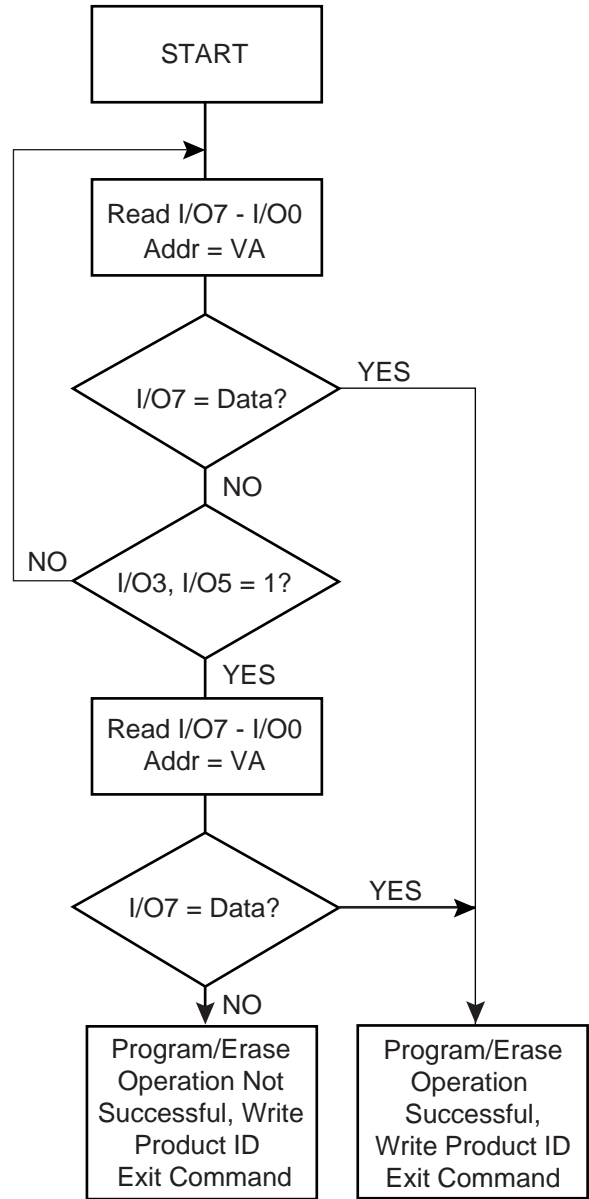 START
Read I/O7 - I/O0
Addr = VA
I/O7 = Data?
YES
NO
NO
I/O3, I/O5 = 1?
YES
Read I/O7 - I/O0
Addr = VA
I/O7 = Data?
YES
NO
Program/Erase
Operation Not
Successful, Write
Product ID
Exit Command
Program/Erase
Operation
Successful,
Write Product ID
Exit Command